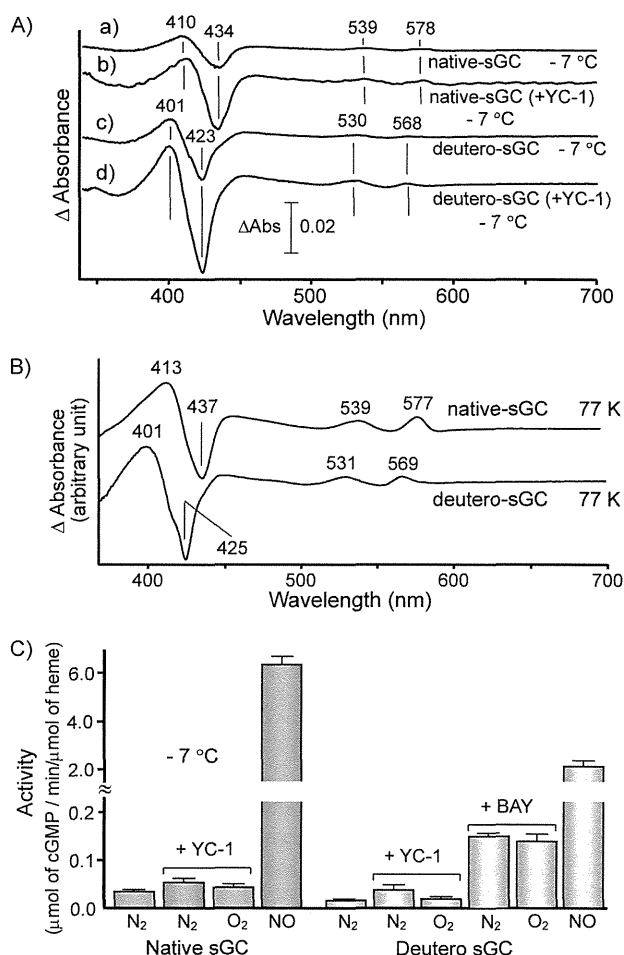 A)
a)
410
434
539
578
native-sGC - 7 °C
b)
native-sGC (+YC-1)
- 7 °C
c)
401
423
530
568
deutero-sGC - 7 °C
d)
deutero-sGC (+YC-1)
- 7 °C
ΔAbs 0.02
Δ Absorbance
400 500 600 700
Wavelength (nm)
B)
413
437
539
577
native-sGC 77 K
401
425
531
569
deutero-sGC 77 K
Δ Absorbance
(arbitrary unit)
400 500 600 700
Wavelength (nm)
C)
Activity
(μmol of cGMP / min/μmol of heme)
6.0
4.0
2.0
≈
0.2
0.1
0.0
- 7 °C
+ YC-1
+ YC-1
+ BAY
N₂ N₂ O₂ NO N₂ N₂ O₂ N₂ O₂ NO
Native sGC Deutero sGC